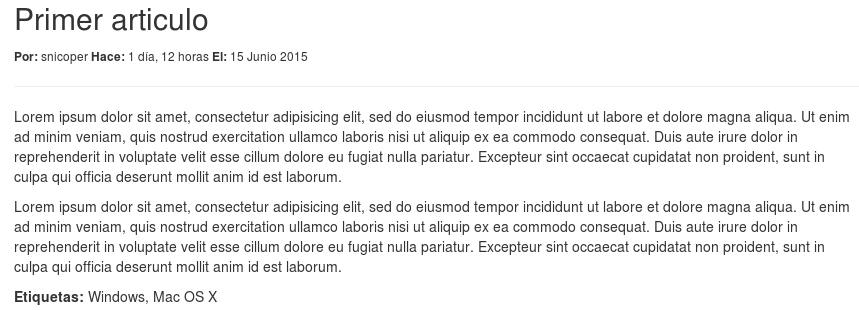 Primer articulo
Por: snicoper Hace: 1 día, 12 horas El: 15 Junio 2015
Lorem ipsum dolor sit amet, consectetur adipisicing elit, sed do eiusmod tempor incididunt ut labore et dolore magna aliqua. Ut enim
ad minim veniam, quis nostrud exercitation ullamco laboris nisi ut aliquip ex ea commodo consequat. Duis aute irure dolor in
reprehenderit in voluptate velit esse cillum dolore eu fugiat nulla pariatur. Excepteur sint occaecat cupidatat non proident, sunt in
culpa qui officia deserunt mollit anim id est laborum.
Lorem ipsum dolor sit amet, consectetur adipisicing elit, sed do eiusmod tempor incididunt ut labore et dolore magna aliqua. Ut enim
ad minim veniam, quis nostrud exercitation ullamco laboris nisi ut aliquip ex ea commodo consequat. Duis aute irure dolor in
reprehenderit in voluptate velit esse cillum dolore eu fugiat nulla pariatur. Excepteur sint occaecat cupidatat non proident, sunt in
culpa qui officia deserunt mollit anim id est laborum.
Etiquetas: Windows, Mac OS X